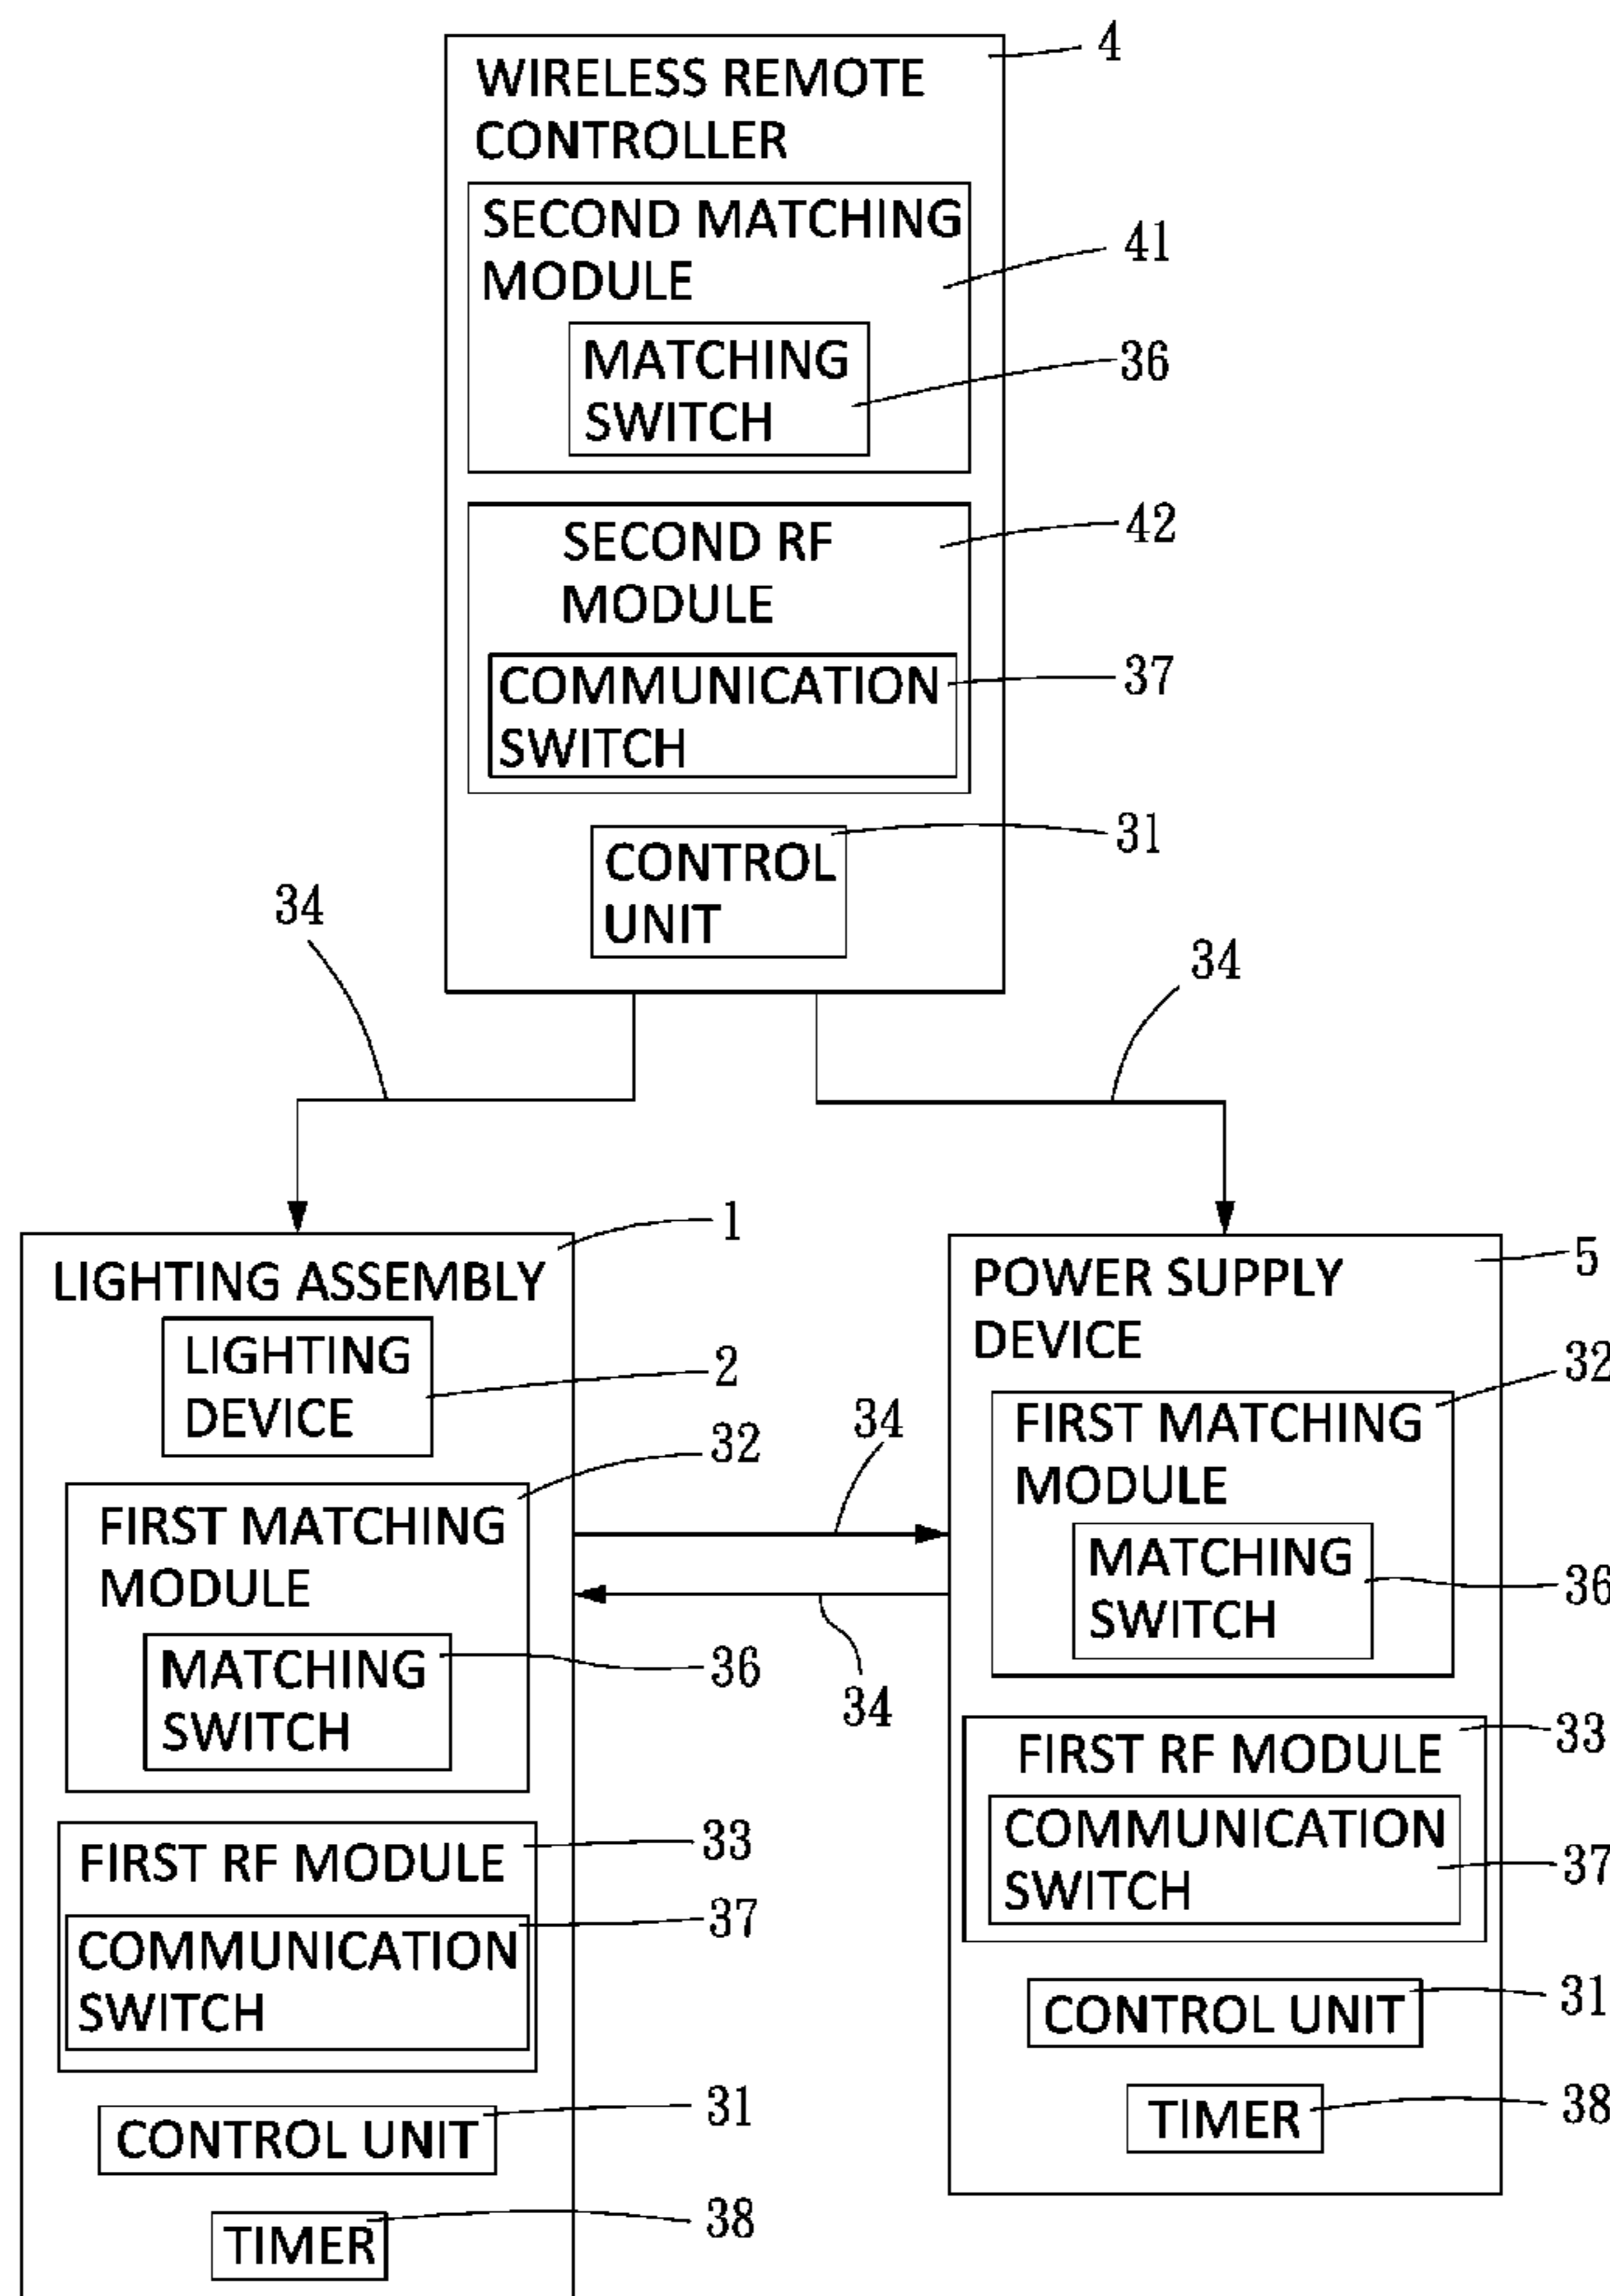 4
WIRELESS REMOTE
CONTROLLER
SECOND MATCHING
MODULE
41
MATCHING
SWITCH
36
SECOND RF
MODULE
42
COMMUNICATION
SWITCH
37
CONTROL
UNIT
31
34
34
1
LIGHTING ASSEMBLY
LIGHTING
DEVICE
2
FIRST MATCHING
MODULE
32
MATCHING
SWITCH
36
FIRST RF MODULE
33
COMMUNICATION
SWITCH
37
CONTROL UNIT
31
TIMER
38
34
34
5
POWER SUPPLY
DEVICE
32
FIRST MATCHING
MODULE
MATCHING
SWITCH
36
FIRST RF MODULE
33
COMMUNICATION
SWITCH
37
CONTROL UNIT
31
TIMER
38